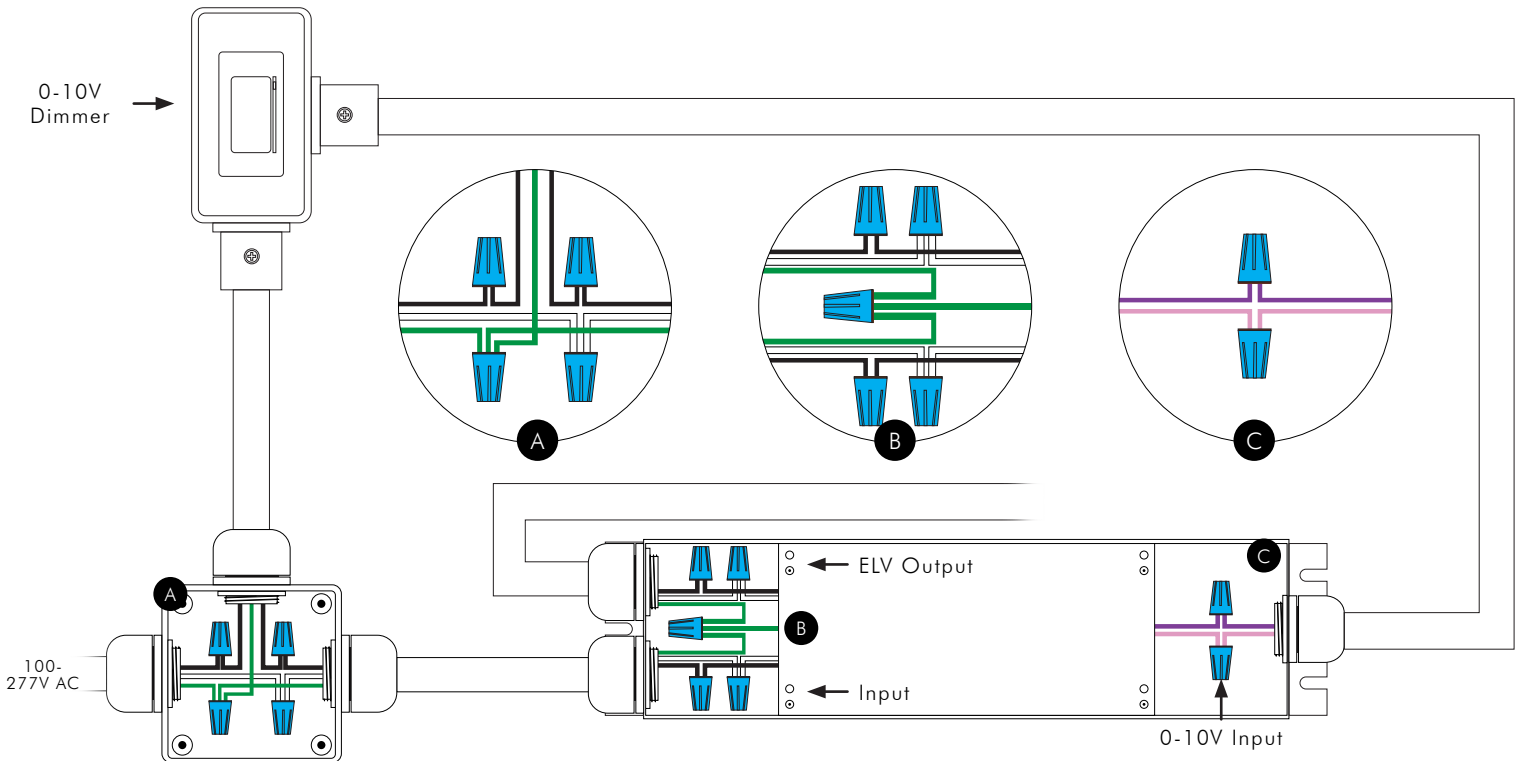 0-10V
Dimmer
A
B
C
A
C
ELV Output
B
100-
277V AC
Input
0-10V Input